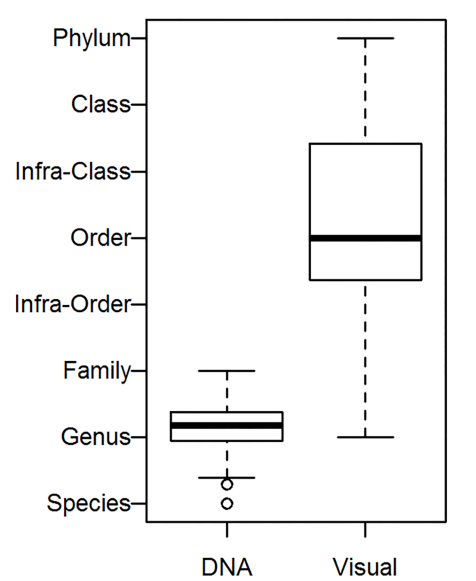 Phylum
Class
Infra-Class
Order
Infra-Order
Family
Genus
Species
DNA Visual